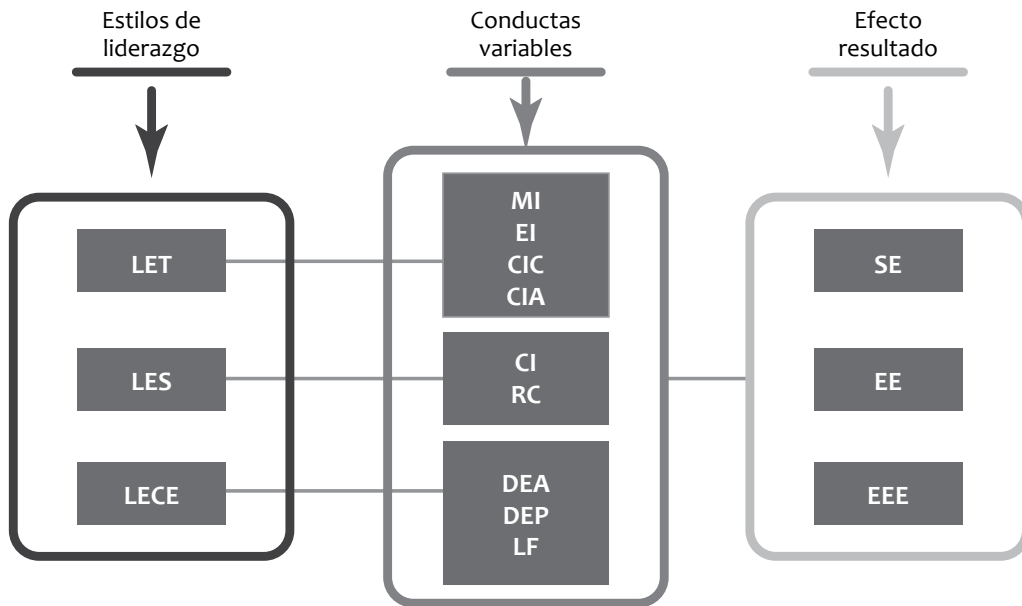 Estilos de
liderazgo
Conductas
variables
Efecto
resultado
LET
LES
LECE
MI
EI
CIC
CIA
CI
RC
DEA
DEP
LF
SE
EE
EEE